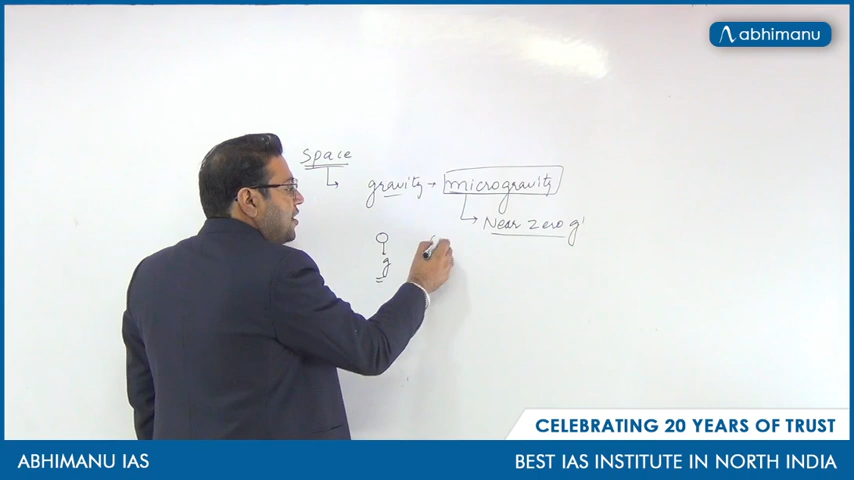 abhimanu
space
gravity → microgravity
Near zero g'
g
CELEBRATING 20 YEARS OF TRUST
ABHIMANU IAS
BEST IAS INSTITUTE IN NORTH INDIA